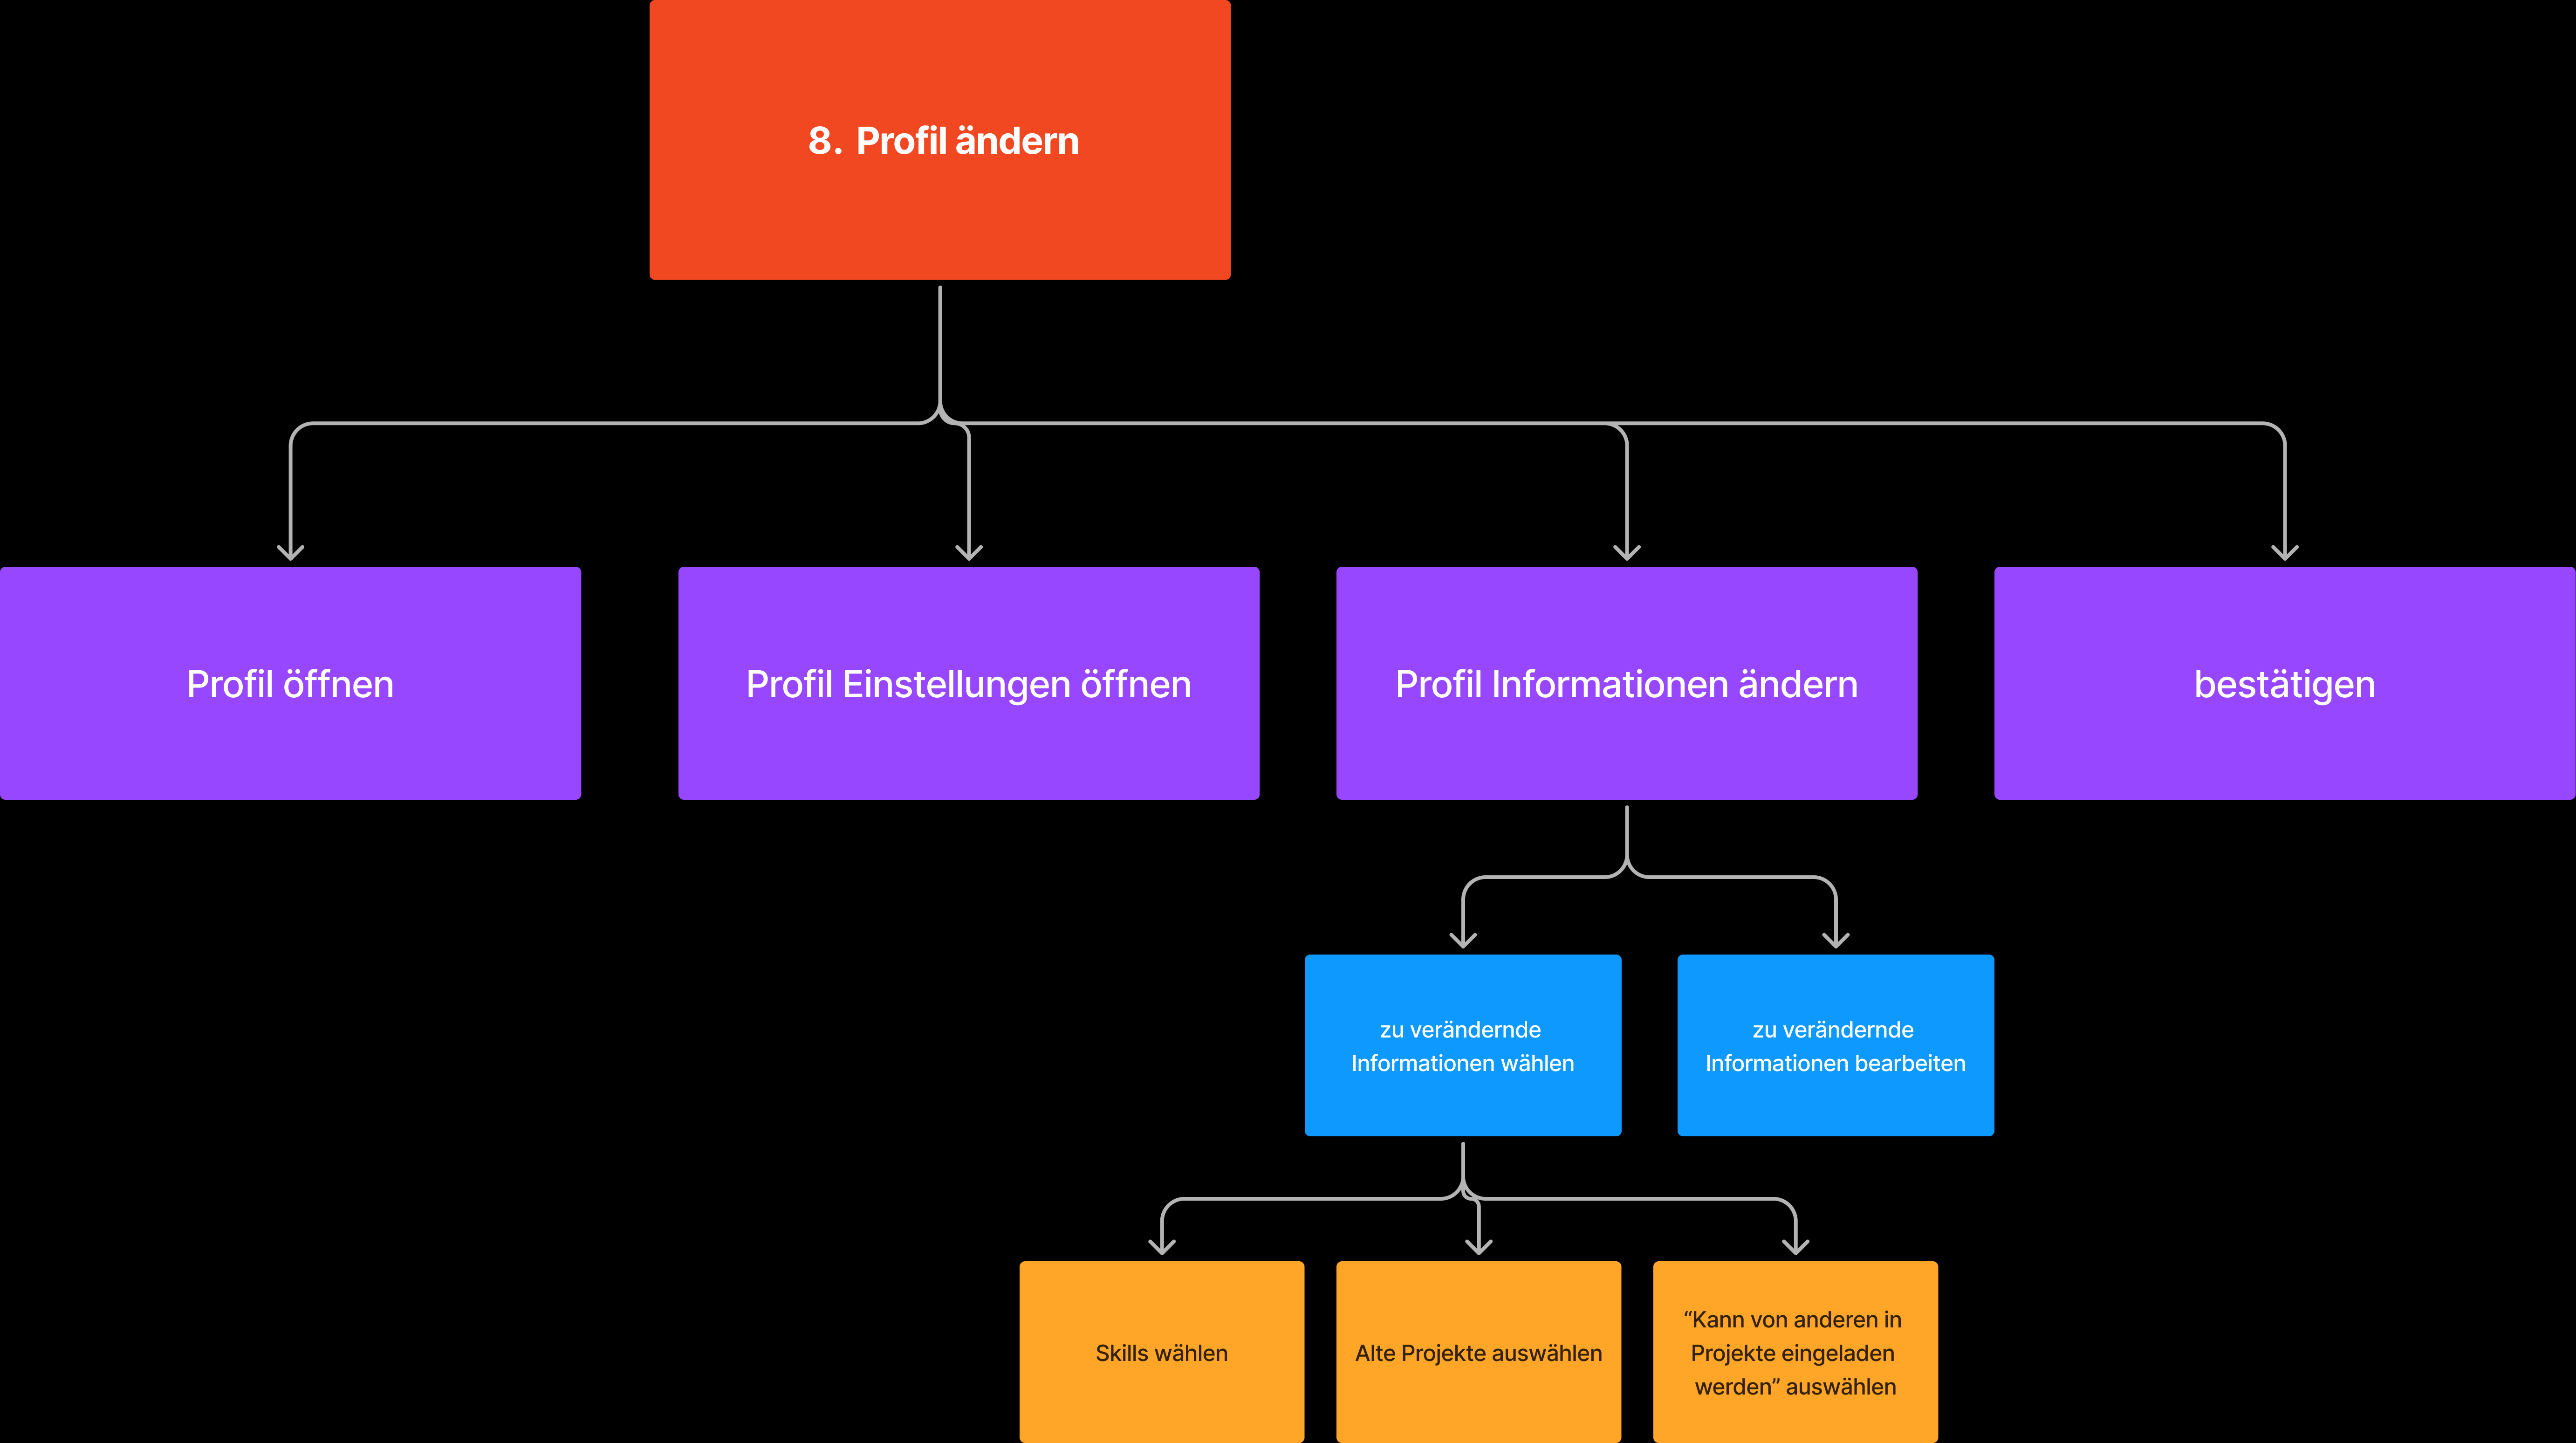 8. Profil ändern
Profil öffnen
Profil Einstellungen öffnen
Profil Informationen ändern
bestätigen
zu verändernde
Informationen wählen
zu verändernde
Informationen bearbeiten
Skills wählen
Alte Projekte auswählen
“Kann von anderen in
Projekte eingeladen
werden” auswählen